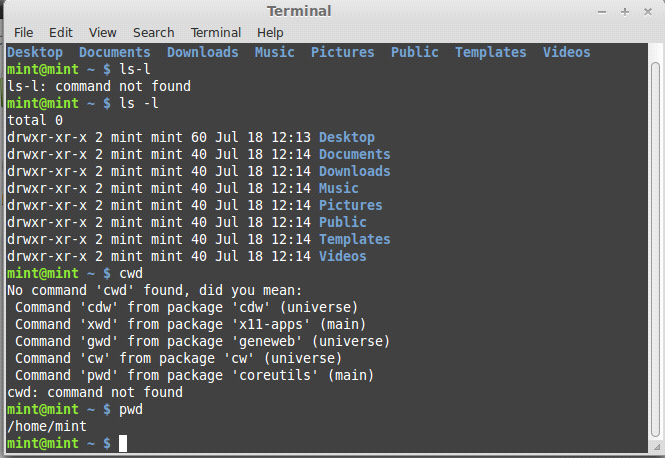 Terminal
File Edit View Search Terminal Help
Desktop Documents Downloads Music Pictures Public Templates Videos
mint@mint ~ $ ls-l
ls-l: command not found
mint@mint ~ $ ls -l
total 0
drwxr-xr-x 2 mint mint 60 Jul 18 12:13 Desktop
drwxr-xr-x 2 mint mint 40 Jul 18 12:14 Documents
drwxr-xr-x 2 mint mint 40 Jul 18 12:14 Downloads
drwxr-xr-x 2 mint mint 40 Jul 18 12:14 Music
drwxr-xr-x 2 mint mint 40 Jul 18 12:14 Pictures
drwxr-xr-x 2 mint mint 40 Jul 18 12:14 Public
drwxr-xr-x 2 mint mint 40 Jul 18 12:14 Templates
drwxr-xr-x 2 mint mint 40 Jul 18 12:14 Videos
mint@mint ~ $ cwd
No command 'cwd' found, did you mean:
Command 'cdw' from package 'cdw' (universe)
Command 'xwd' from package 'x11-apps' (main)
Command 'gwd' from package 'geneweb' (universe)
Command 'cw' from package 'cw' (universe)
Command 'pwd' from package 'coreutils' (main)
cwd: command not found
mint@mint ~ $ pwd
/home/mint
mint@mint ~ $